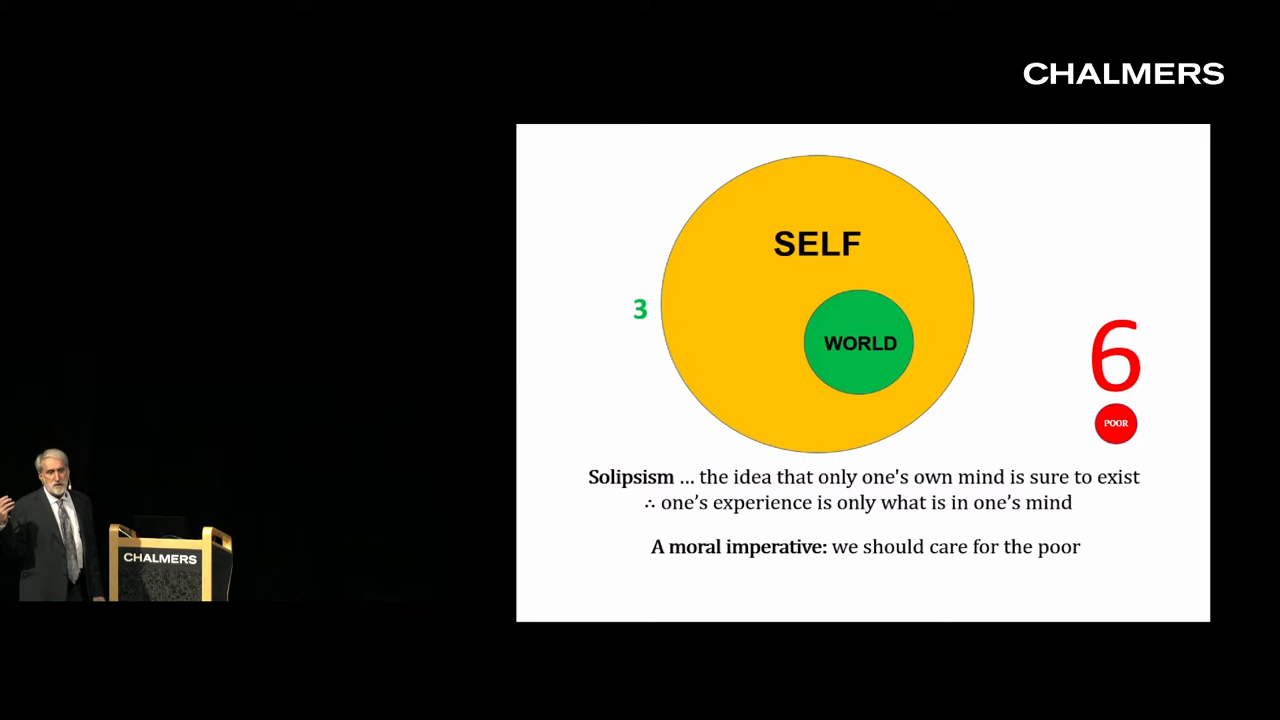 CHALMERS
SELF
3
WORLD
6
POOR
Solipsism ... the idea that only one's own mind is sure to exist
∴ one's experience is only what is in one's mind
A moral imperative: we should care for the poor
CHALMERS